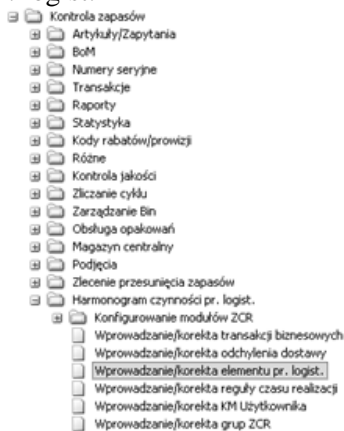 Kontrola zapasów
Artykuły/Zapytania
BoM
Numery seryjne
Transakcje
Raporty
Statystyka
Kody rabatów/prowizji
Różne
Kontrola jakości
Zliczanie cyklu
Zarządzanie Bin
Obsługa opakowań
Magazyn centralny
Podjęcia
Zlecenie przesunięcia zapasów
Harmonogram czynności pr. logist.
Konfigurowanie modułów ZCR
Wprowadzanie/korekta transakcji biznesowych
Wprowadzanie/korekta odchylenia dostawy
Wprowadzanie/korekta elementu pr. logist.
Wprowadzanie/korekta reguły czasu realizacji
Wprowadzanie/korekta KM Użytkownika
Wprowadzanie/korekta grup ZCR